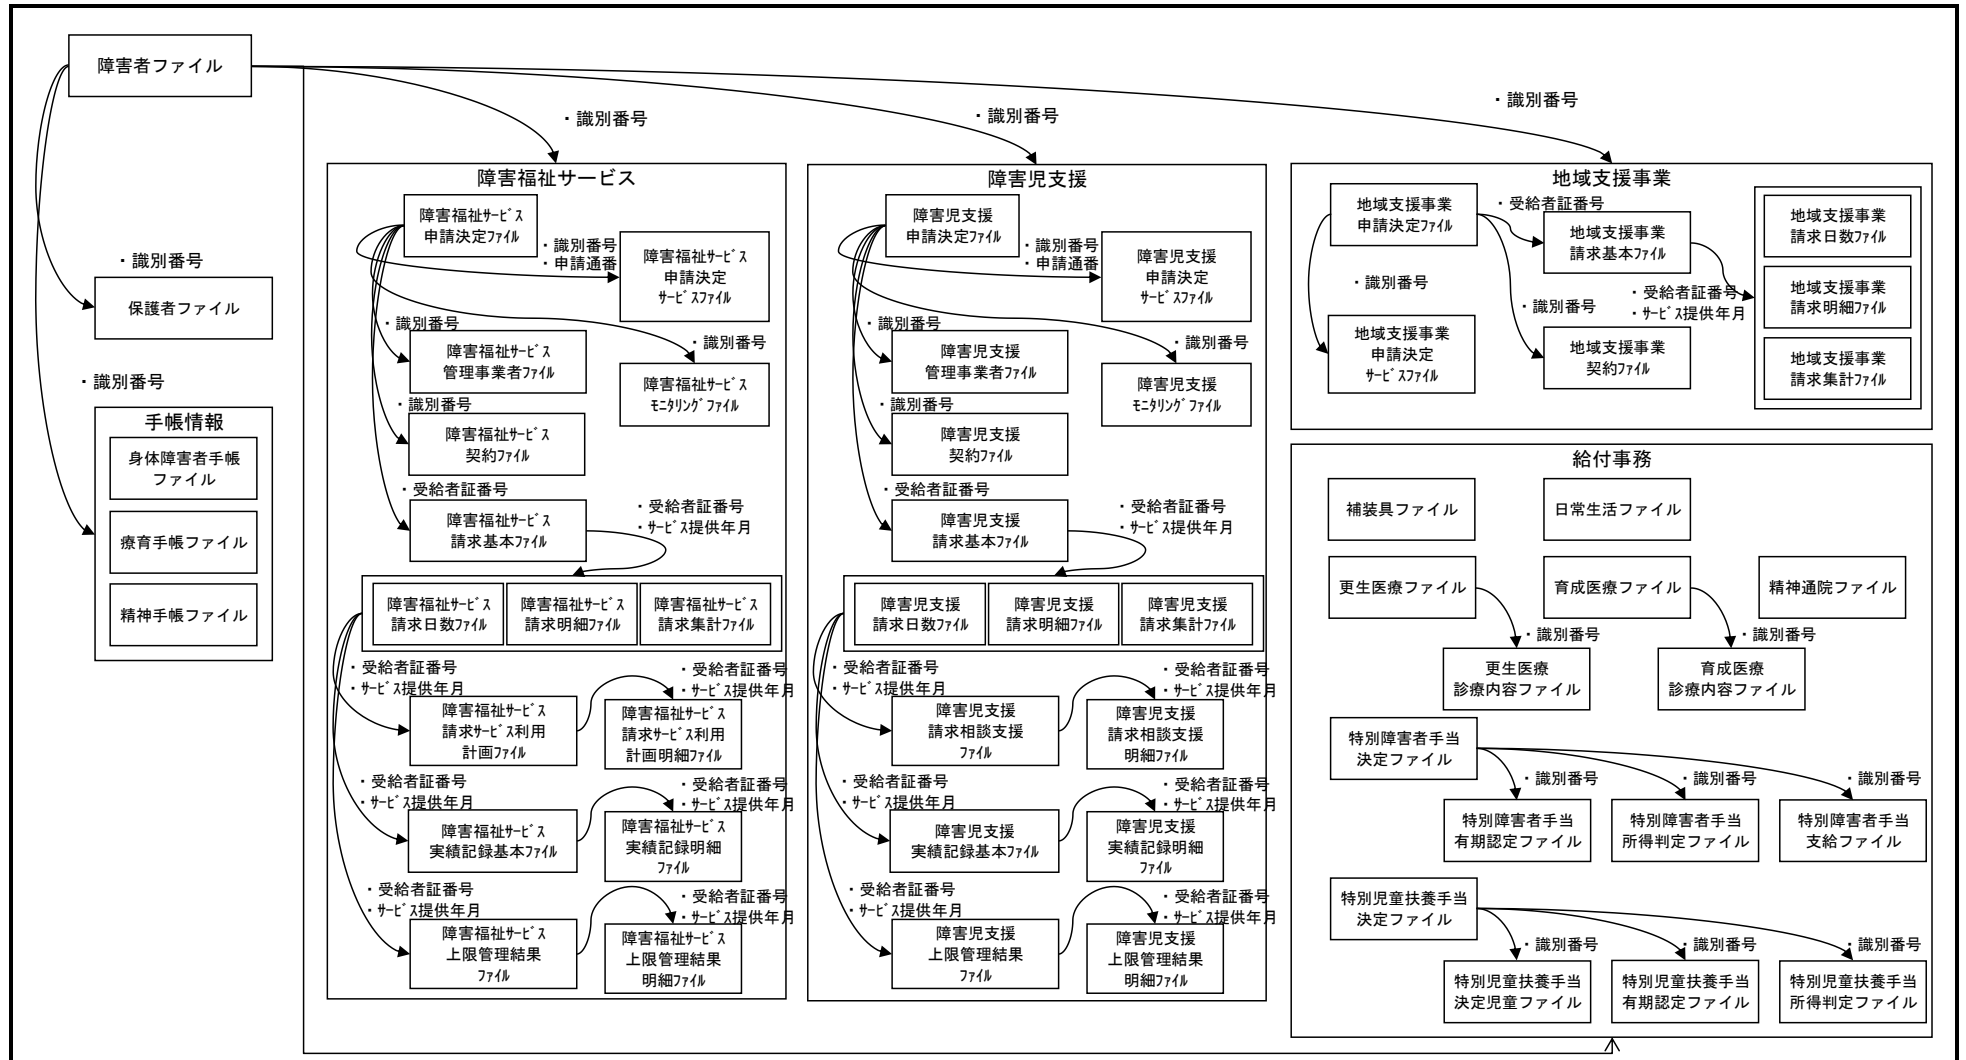 障害者ファイル
・識別番号
・識別番号
・識別番号
・識別番号
保護者ファイル
・識別番号
手帳情報
身体障害者手帳
ファイル
療育手帳ファイル
精神手帳ファイル
障害福祉サービス
障害福祉ｻｰﾋﾞｽ
申請決定ﾌｧｲﾙ
・識別番号
・申請通番
障害福祉ｻｰﾋﾞｽ
申請決定
ｻｰﾋﾞｽﾌｧｲﾙ
・識別番号
障害福祉ｻｰﾋﾞｽ
管理事業者ﾌｧｲﾙ
・識別番号
障害福祉ｻｰﾋﾞｽ
ﾓﾆﾀﾘﾝｸﾞﾌｧｲﾙ
・識別番号
障害福祉ｻｰﾋﾞｽ
契約ﾌｧｲﾙ
・受給者証番号
障害福祉ｻｰﾋﾞｽ
請求基本ﾌｧｲﾙ
・受給者証番号
・ｻｰﾋﾞｽ提供年月
障害福祉ｻｰﾋﾞｽ
請求日数ﾌｧｲﾙ
障害福祉ｻｰﾋﾞｽ
請求明細ﾌｧｲﾙ
障害福祉ｻｰﾋﾞｽ
請求集計ﾌｧｲﾙ
・受給者証番号
・ｻｰﾋﾞｽ提供年月
障害福祉ｻｰﾋﾞｽ
請求ｻｰﾋﾞｽ利用
計画ﾌｧｲﾙ
・受給者証番号
・ｻｰﾋﾞｽ提供年月
障害福祉ｻｰﾋﾞｽ
請求ｻｰﾋﾞｽ利用
計画明細ﾌｧｲﾙ
・受給者証番号
・ｻｰﾋﾞｽ提供年月
障害福祉ｻｰﾋﾞｽ
実績記録基本ﾌｧｲﾙ
・受給者証番号
・ｻｰﾋﾞｽ提供年月
障害福祉ｻｰﾋﾞｽ
実績記録明細
ﾌｧｲﾙ
・受給者証番号
・ｻｰﾋﾞｽ提供年月
障害福祉ｻｰﾋﾞｽ
上限管理結果
ﾌｧｲﾙ
・受給者証番号
・ｻｰﾋﾞｽ提供年月
障害福祉ｻｰﾋﾞｽ
上限管理結果
明細ﾌｧｲﾙ
・識別番号
障害児支援
障害児支援
申請決定ﾌｧｲﾙ
・識別番号
・申請通番
障害児支援
申請決定
ｻｰﾋﾞｽﾌｧｲﾙ
・識別番号
障害児支援
管理事業者ﾌｧｲﾙ
・識別番号
障害児支援
ﾓﾆﾀﾘﾝｸﾞﾌｧｲﾙ
・識別番号
障害児支援
契約ﾌｧｲﾙ
・受給者証番号
障害児支援
請求基本ﾌｧｲﾙ
・受給者証番号
・ｻｰﾋﾞｽ提供年月
障害児支援
請求日数ﾌｧｲﾙ
障害児支援
請求明細ﾌｧｲﾙ
障害児支援
請求集計ﾌｧｲﾙ
・受給者証番号
・ｻｰﾋﾞｽ提供年月
障害児支援
請求相談支援
ﾌｧｲﾙ
・受給者証番号
・ｻｰﾋﾞｽ提供年月
障害児支援
請求相談支援
明細ﾌｧｲﾙ
・受給者証番号
・ｻｰﾋﾞｽ提供年月
障害児支援
実績記録基本ﾌｧｲﾙ
・受給者証番号
・ｻｰﾋﾞｽ提供年月
障害児支援
実績記録明細
ﾌｧｲﾙ
・受給者証番号
・ｻｰﾋﾞｽ提供年月
障害児支援
上限管理結果
ﾌｧｲﾙ
・受給者証番号
・ｻｰﾋﾞｽ提供年月
障害児支援
上限管理結果
明細ﾌｧｲﾙ
地域支援事業
地域支援事業
申請決定ﾌｧｲﾙ
・受給者証番号
地域支援事業
請求基本ﾌｧｲﾙ
地域支援事業
請求日数ﾌｧｲﾙ
・識別番号
・識別番号
・受給者証番号
・ｻｰﾋﾞｽ提供年月
地域支援事業
請求明細ﾌｧｲﾙ
地域支援事業
申請決定
ｻｰﾋﾞｽﾌｧｲﾙ
地域支援事業
契約ﾌｧｲﾙ
地域支援事業
請求集計ﾌｧｲﾙ
給付事務
補装具ファイル
日常生活ファイル
更生医療ファイル
育成医療ファイル
精神通院ファイル
・識別番号
・識別番号
更生医療
診療内容ファイル
育成医療
診療内容ファイル
特別障害者手当
決定ファイル
・識別番号
・識別番号
・識別番号
特別障害者手当
有期認定ファイル
特別障害者手当
所得判定ファイル
特別障害者手当
支給ファイル
特別児童扶養手当
決定ファイル
・識別番号
・識別番号
・識別番号
特別児童扶養手当
決定児童ファイル
特別児童扶養手当
有期認定ファイル
特別児童扶養手当
所得判定ファイル